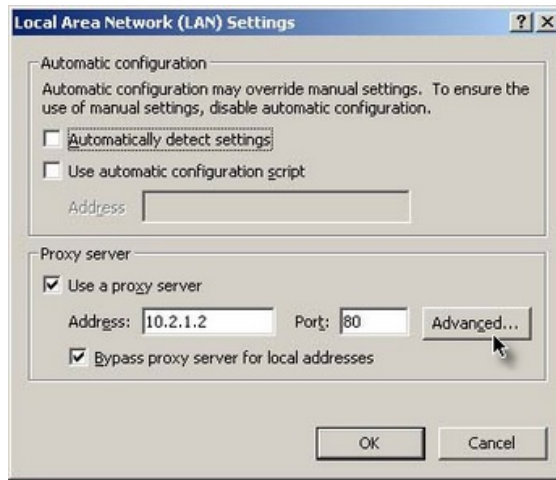 Local Area Network (LAN) Settings
Automatic configuration
Automatic configuration may override manual settings. To ensure the
use of manual settings, disable automatic configuration.
Automatically detect settings
Use automatic configuration script
Address
Proxy server
Use a proxy server
Address: 10.2.1.2 Port: 80 Advanced...
Bypass proxy server for local addresses
OK Cancel